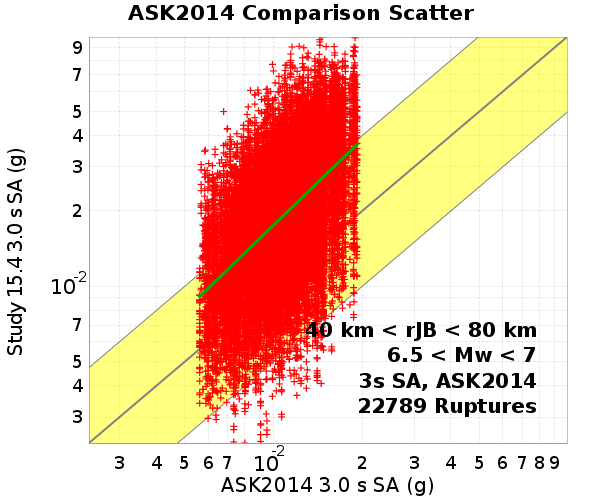 ASK2014 Comparison Scatter
Study 15.4 3.0 s SA (g)
9
7
5
4
3
2
10-2
7
5
4
3
40 km < rJB < 80 km
6.5 < Mw < 7
3s SA, ASK2014
22789 Ruptures
3 4 5 6 7 10-2 2 3 4 5 6 7 8 9
ASK2014 3.0 s SA (g)